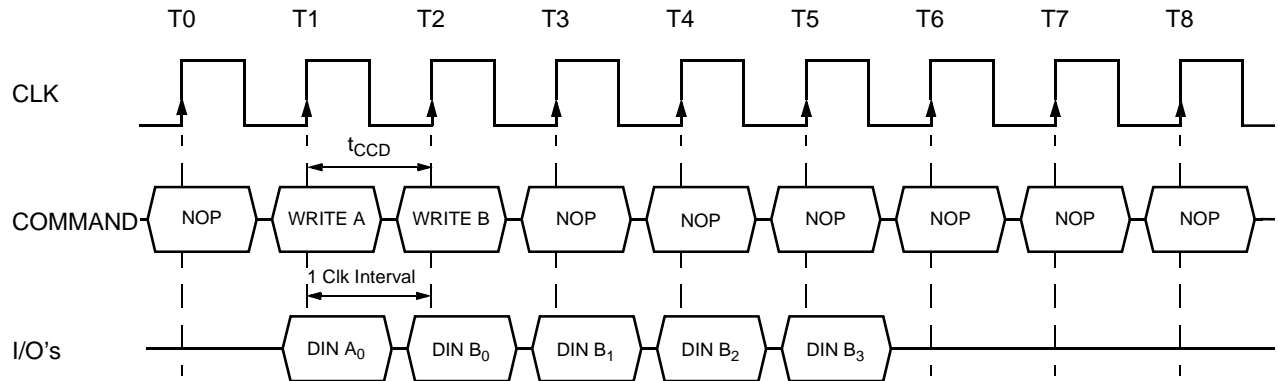 T0 T1 T2 T3 T4 T5 T6 T7 T8
CLK
tCCD
COMMAND NOP WRITE A WRITE B NOP NOP NOP NOP NOP NOP
1 Clk Interval
I/O's DIN A0 DIN B0 DIN B1 DIN B2 DIN B3